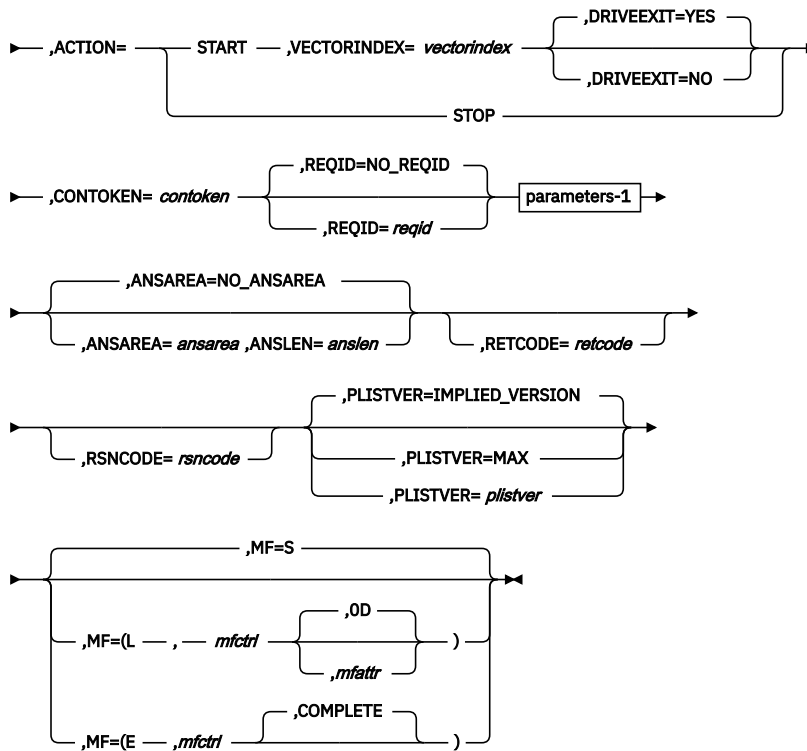 ,DRIVEEXIT=YES
,ACTION= START ,VECTORINDEX= vectorindex
,DRIVEEXIT=NO
STOP
,REQID=NO_REQID
,CONTOKEN= contoken parameters-1
,REQID= reqid
,ANSAREA=NO_ANSAREA
,ANSAREA= ansarea ,ANSLEN= anslen ,RETCODE= retcode
,PLISTVER=IMPLIED_VERSION
,RSNCODE= rsncode ,PLISTVER=MAX
,PLISTVER= plistver
,MF=S
,0D
,MF=(L , mfctrl )
,mfattr
,COMPLETE
,MF=(E ,mfctrl )